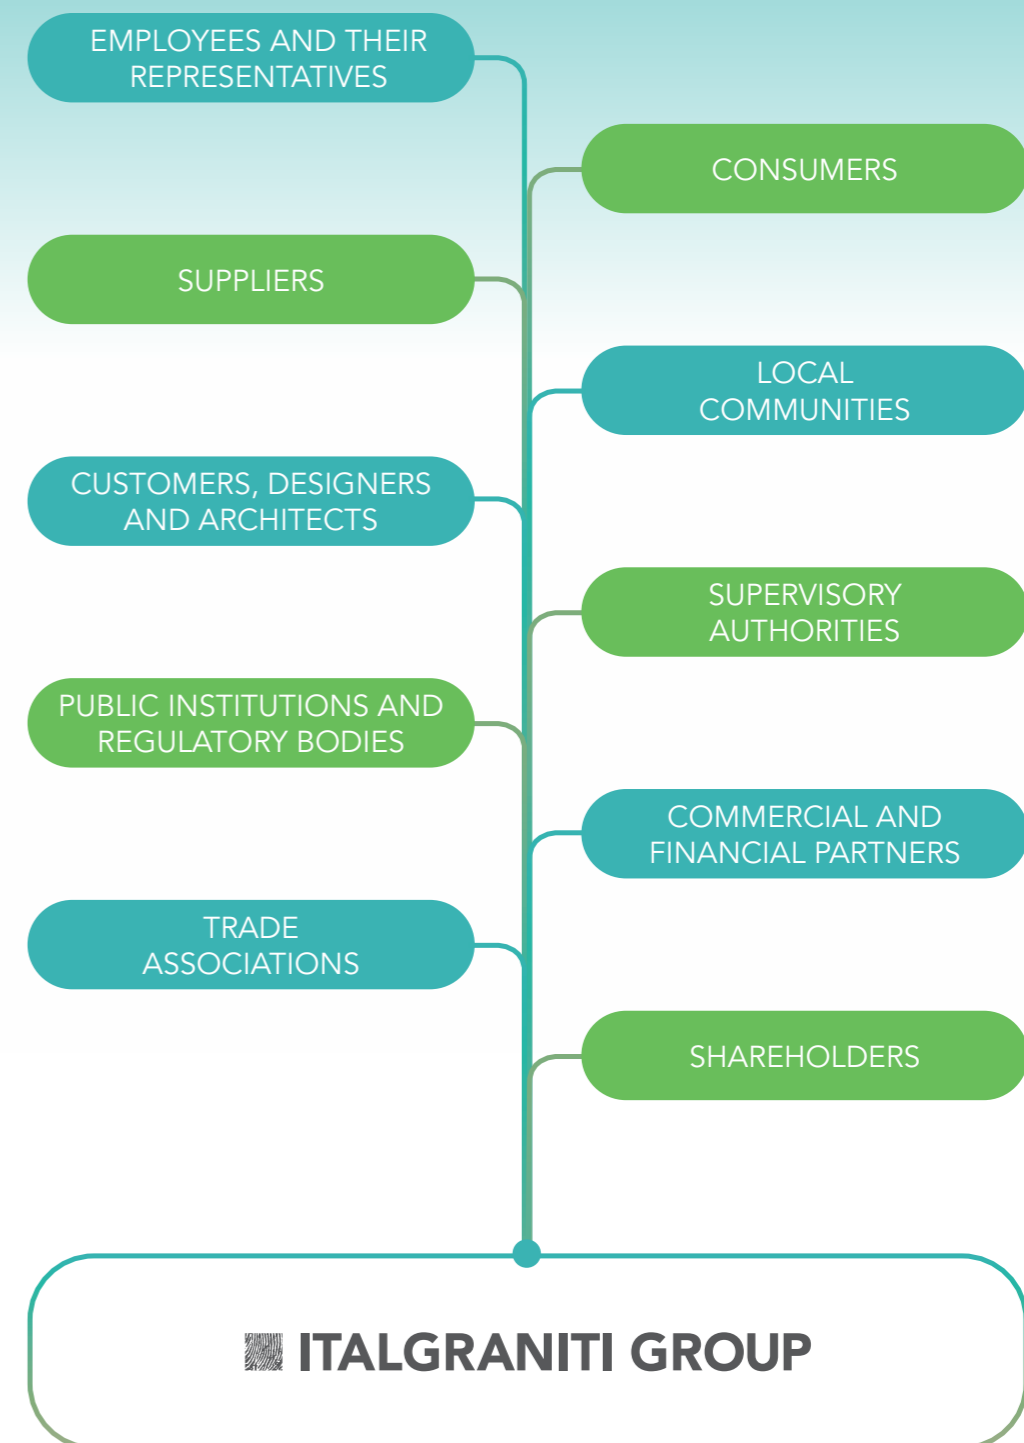 EMPLOYEES AND THEIR
REPRESENTATIVES
CONSUMERS
SUPPLIERS
LOCAL
COMMUNITIES
CUSTOMERS, DESIGNERS
AND ARCHITECTS
SUPERVISORY
AUTHORITIES
PUBLIC INSTITUTIONS AND
REGULATORY BODIES
COMMERCIAL AND
FINANCIAL PARTNERS
TRADE
ASSOCIATIONS
SHAREHOLDERS
ITALGRANITI GROUP